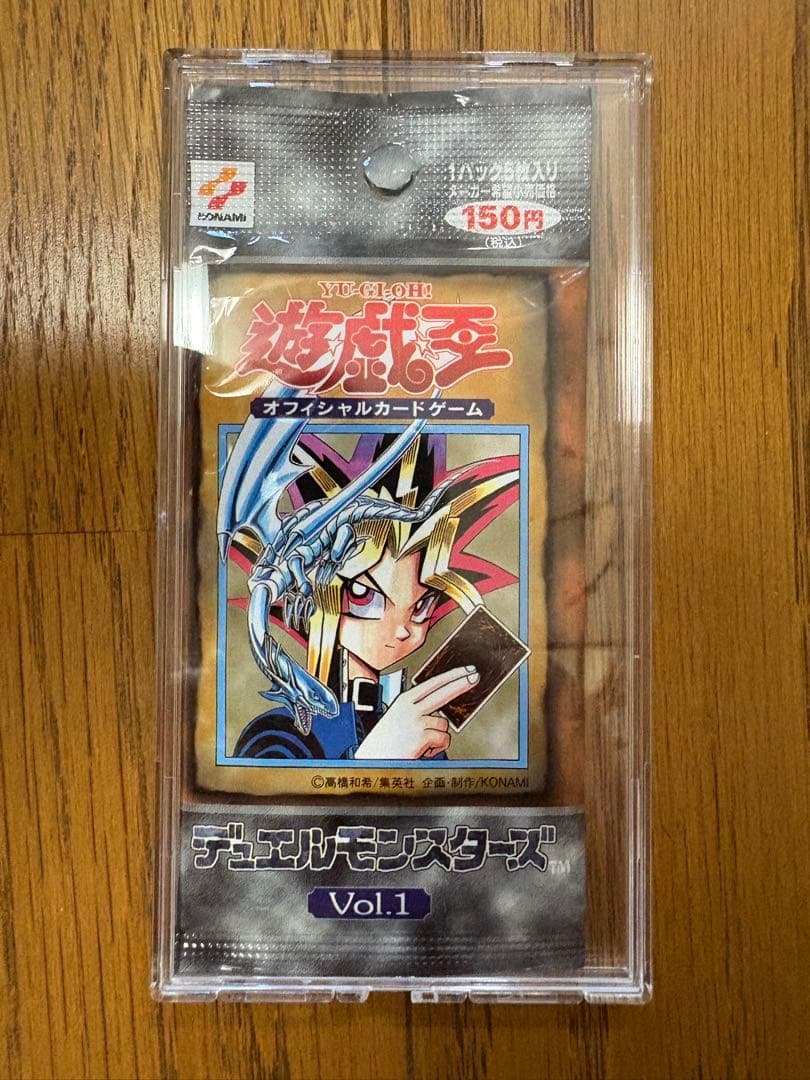 1パック5枚入り
メーカー希望小売価格
150円
(税込)
KONAMI
YU-GI-OH!
遊☆戯☆王
オフィシャルカードゲーム
©高橋和希/集英社 企画・制作/KONAMI
デュエルモンスターズ™
Vol.1